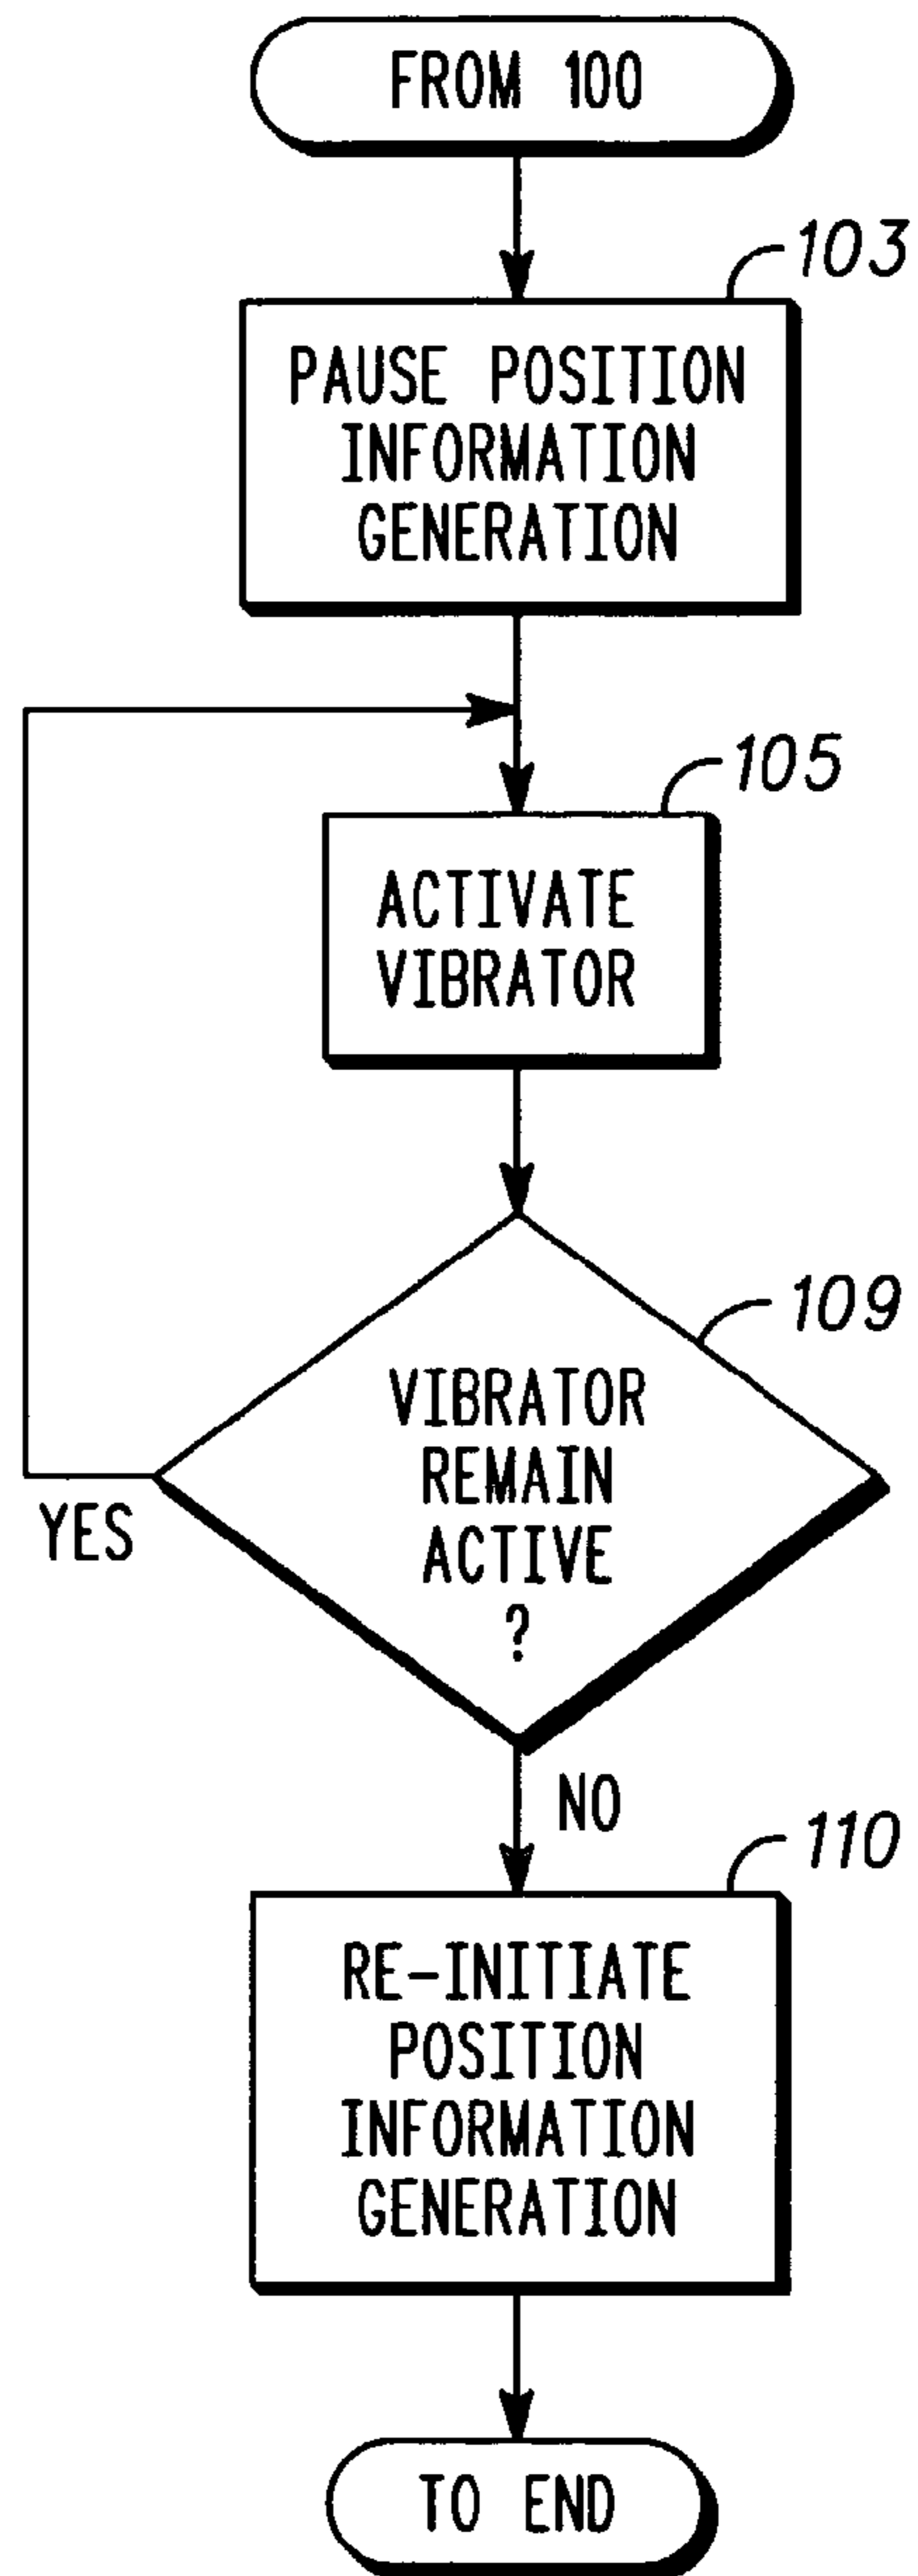 FROM 100
103
PAUSE POSITION
INFORMATION
GENERATION
105
ACTIVATE
VIBRATOR
109
VIBRATOR
REMAIN
ACTIVE
?
YES
NO
110
RE-INITIATE
POSITION
INFORMATION
GENERATION
TO END